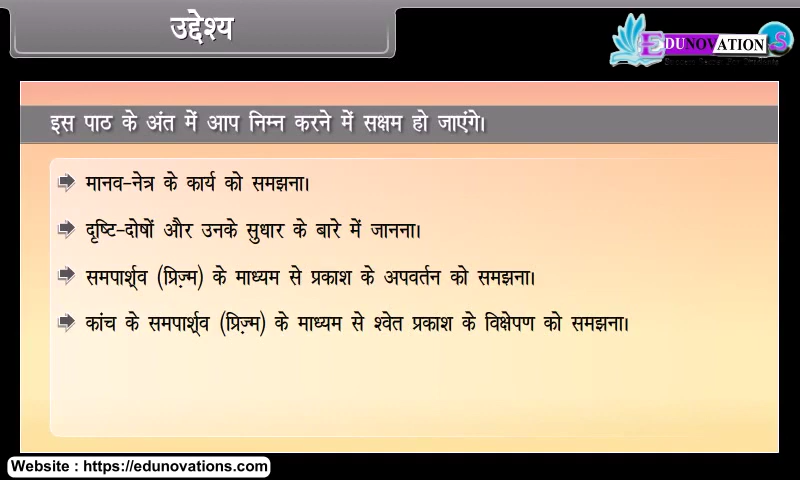 उद्देश्य
EDUNOVATIONS
इस पाठ के अंत में आप निम्न करने में सक्षम हो जाएंगे।
मानव-नेत्र के कार्य को समझना।
दृष्टि-दोषों और उनके सुधार के बारे में जानना।
समपार्श्र्व (प्रिज़्म) के माध्यम से प्रकाश के अपवर्तन को समझना।
कांच के समपार्श्र्व (प्रिज़्म) के माध्यम से श्वेत प्रकाश के विक्षेपण को समझना।
Website : https://edunovations.com